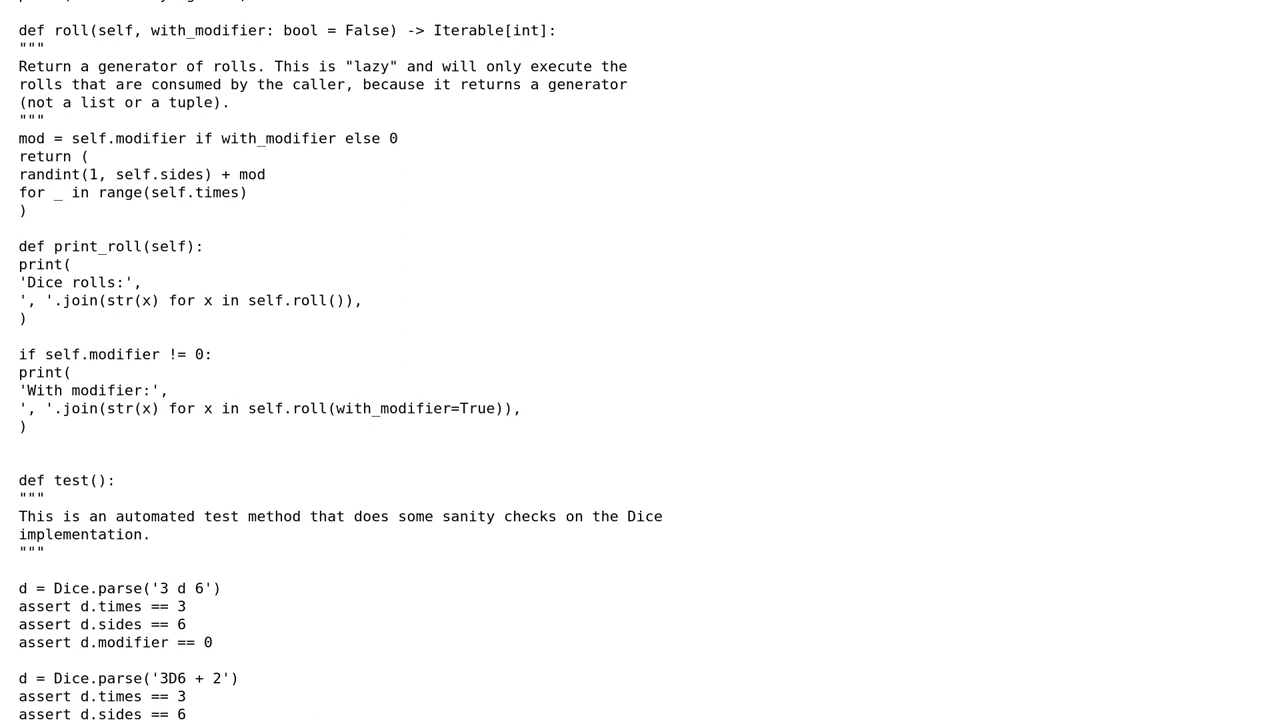 def roll(self, with_modifier: bool = False) -> Iterable[int]:
"""
Return a generator of rolls. This is "lazy" and will only execute the
rolls that are consumed by the caller, because it returns a generator
(not a list or a tuple).
"""
mod = self.modifier if with_modifier else 0
return (
randint(1, self.sides) + mod
for _ in range(self.times)
)
def print_roll(self):
print(
'Dice rolls:',
', '.join(str(x) for x in self.roll()),
)
if self.modifier != 0:
print(
'With modifier:',
', '.join(str(x) for x in self.roll(with_modifier=True)),
)
def test():
"""
This is an automated test method that does some sanity checks on the Dice
implementation.
"""
d = Dice.parse('3 d 6')
assert d.times == 3
assert d.sides == 6
assert d.modifier == 0
d = Dice.parse('3D6 + 2')
assert d.times == 3
assert d.sides == 6